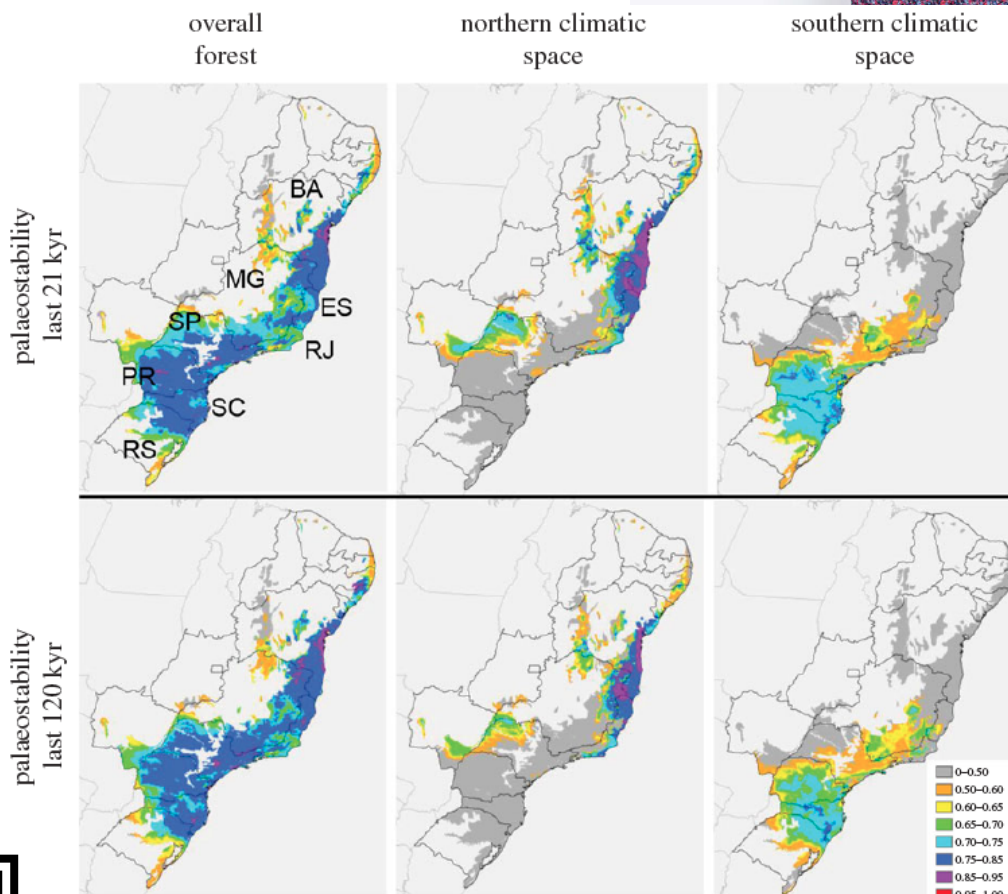 overall
forest
northern climatic
space
southern climatic
space
palaeostability
last 21 kyr
BA
MG
ES
SP
RJ
PR
SC
RS
palaeostability
last 120 kyr
0–0.50
0.50–0.60
0.60–0.65
0.65–0.70
0.70–0.75
0.75–0.85
0.85–0.95